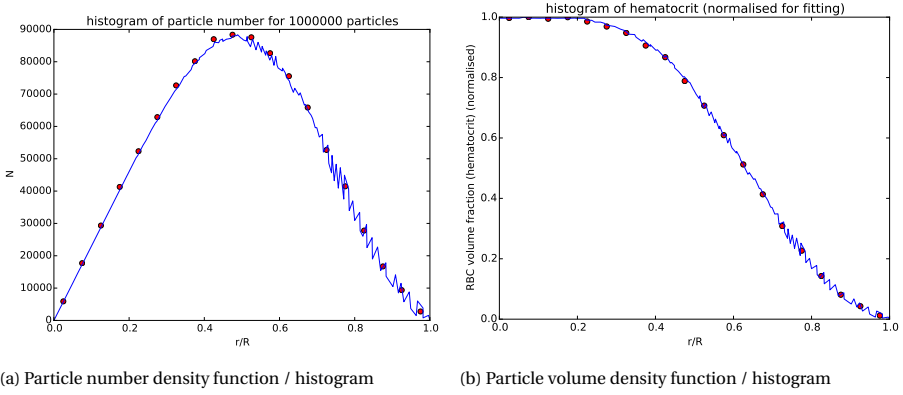 histogram of particle number for 1000000 particles
90000
80000
70000
60000
50000
40000
30000
20000
10000
0
N
0.0 0.2 0.4 0.6 0.8 1.0
r/R
(a) Particle number density function / histogram
histogram of hematocrit (normalised for fitting)
1.0
0.8
0.6
0.4
0.2
0.0
RBC volume fraction (hematocrit) (normalised)
0.0 0.2 0.4 0.6 0.8 1.0
r/R
(b) Particle volume density function / histogram